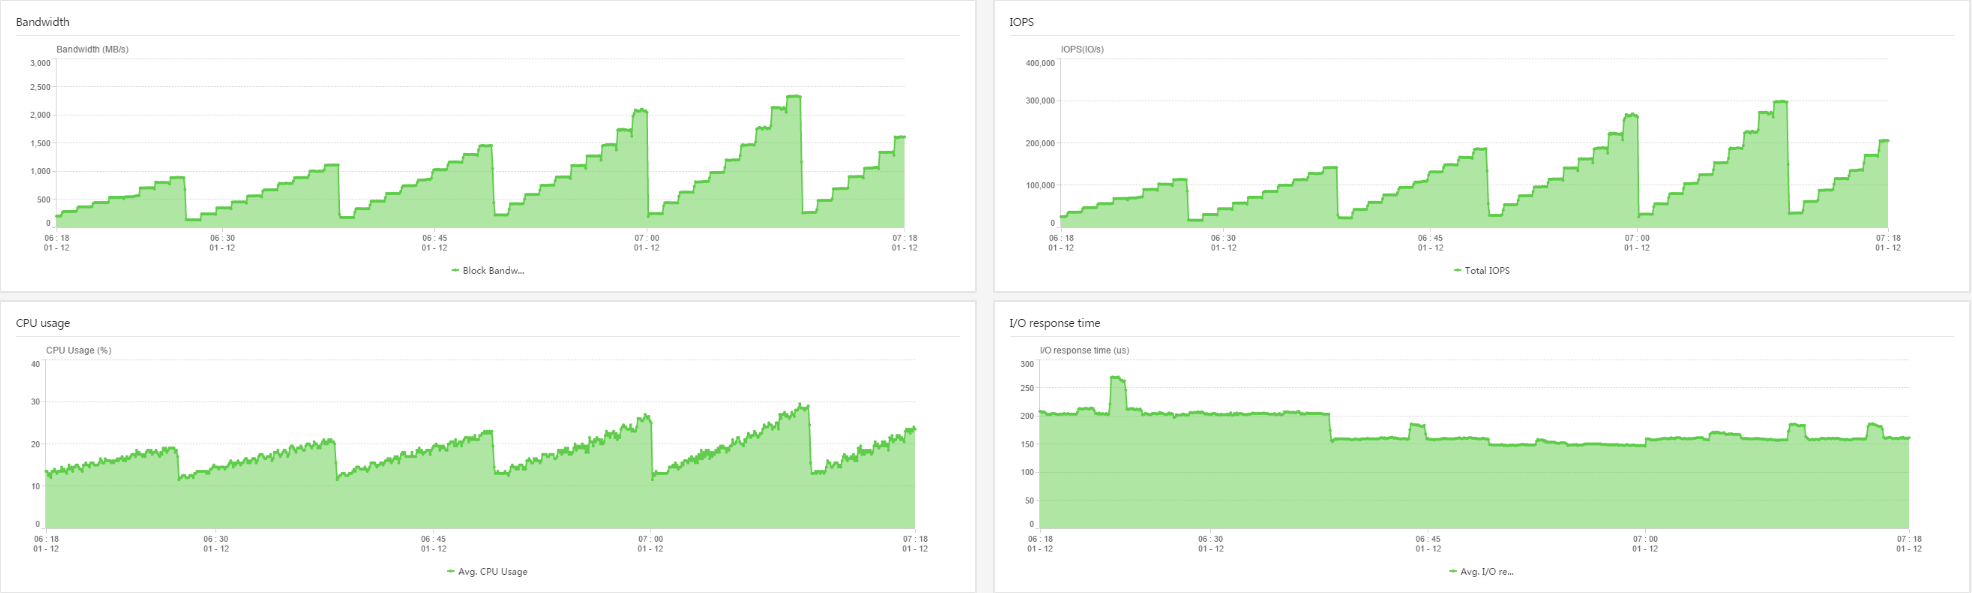 Bandwidth
Bandwidth (MB/s)
3,000
2,500
2,000
1,500
1,000
500
0
06 : 18
01 - 12
06 : 30
01 - 12
06 : 45
01 - 12
07 : 00
01 - 12
07 : 18
01 - 12
Block Bandw...
IOPS
IOPS(IO/s)
400,000
300,000
200,000
100,000
0
06 : 18
01 - 12
06 : 30
01 - 12
06 : 45
01 - 12
07 : 00
01 - 12
07 : 18
01 - 12
Total IOPS
CPU usage
CPU Usage (%)
40
30
20
10
0
06 : 18
01 - 12
06 : 30
01 - 12
06 : 45
01 - 12
07 : 00
01 - 12
07 : 18
01 - 12
Avg. CPU Usage
I/O response time
I/O response time (us)
300
250
200
150
100
50
0
06 : 18
01 - 12
06 : 30
01 - 12
06 : 45
01 - 12
07 : 00
01 - 12
07 : 18
01 - 12
Avg. I/O re...